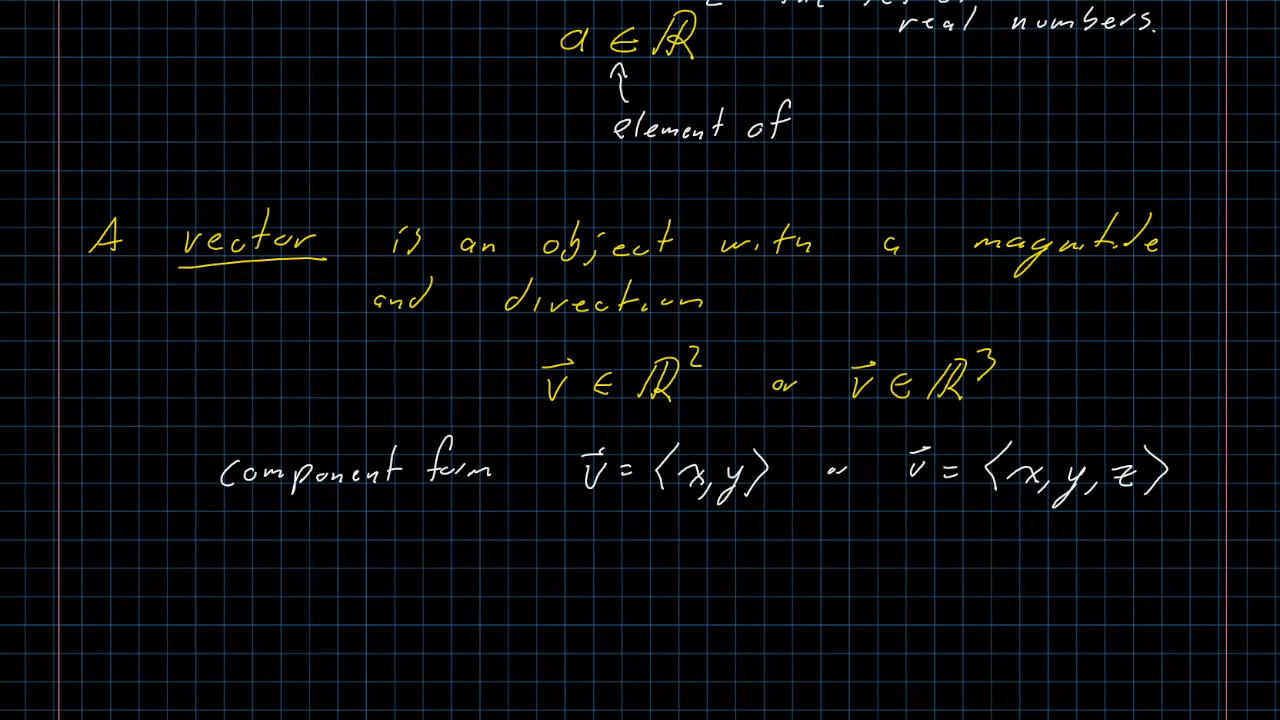 a ∈ ℝ
real numbers.
element of
A vector is an object with a magnitude
and direction
v⃗ ∈ ℝ² or v⃗ ∈ ℝ³
component form v⃗ = ⟨x, y⟩ or v⃗ = ⟨x, y, z⟩